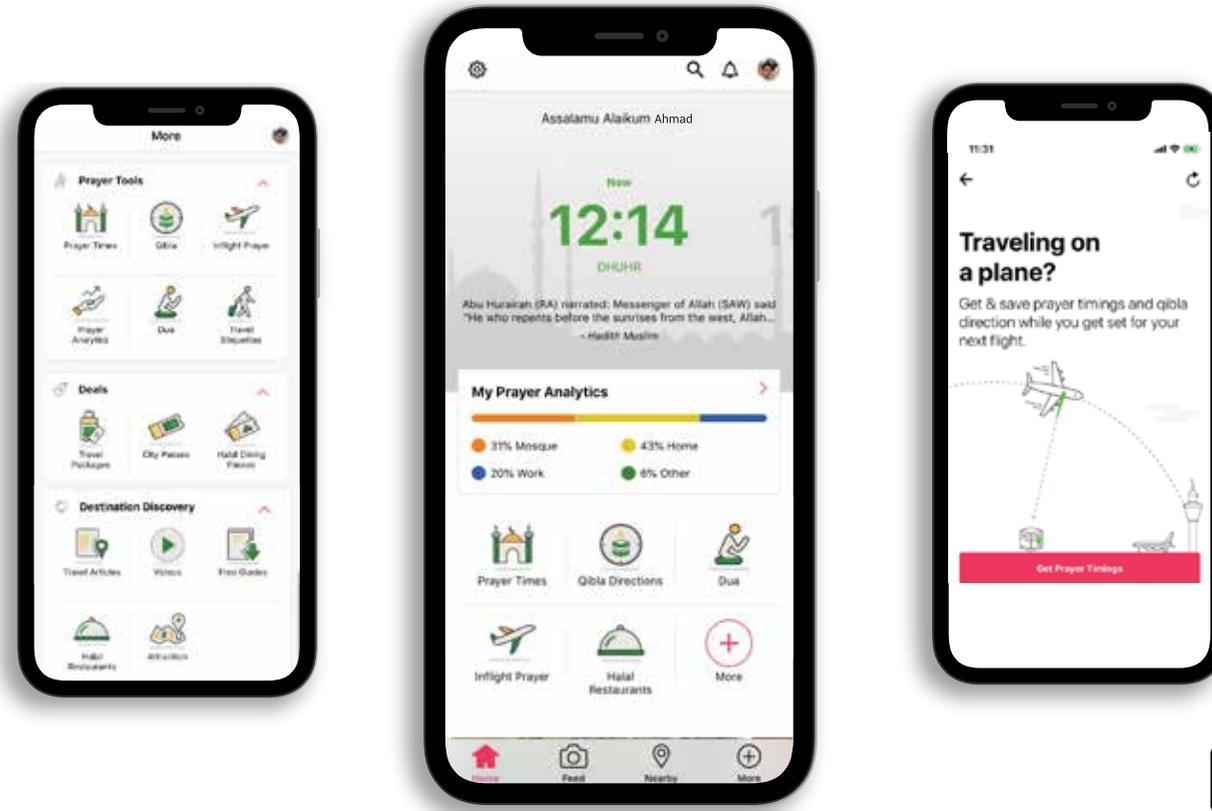 More
Prayer Tools
Prayer Times
Qibla
Inflight Prayer
Prayer
Analytics
Dua
Travel
Etiquettes
Deals
Travel
Packages
City Passes
Halal Dining
Passes
Destination Discovery
Travel Articles
Videos
Free Guides
Halal
Restaurants
Attraction
Assalamu Alaikum Ahmad
Now
12:14
DHUHR
Abu Hurairah (RA) narrated: Messenger of Allah (SAW) said
"He who repents before the sunrises from the west, Allah...
- Hadith Muslim
My Prayer Analytics
31% Mosque
43% Home
20% Work
6% Other
Prayer Times
Qibla Directions
Dua
Inflight Prayer
Halal
Restaurants
More
Home
Feed
Nearby
More
11:31
Traveling on
a plane?
Get & save prayer timings and qibla
direction while you get set for your
next flight.
Get Prayer Timings